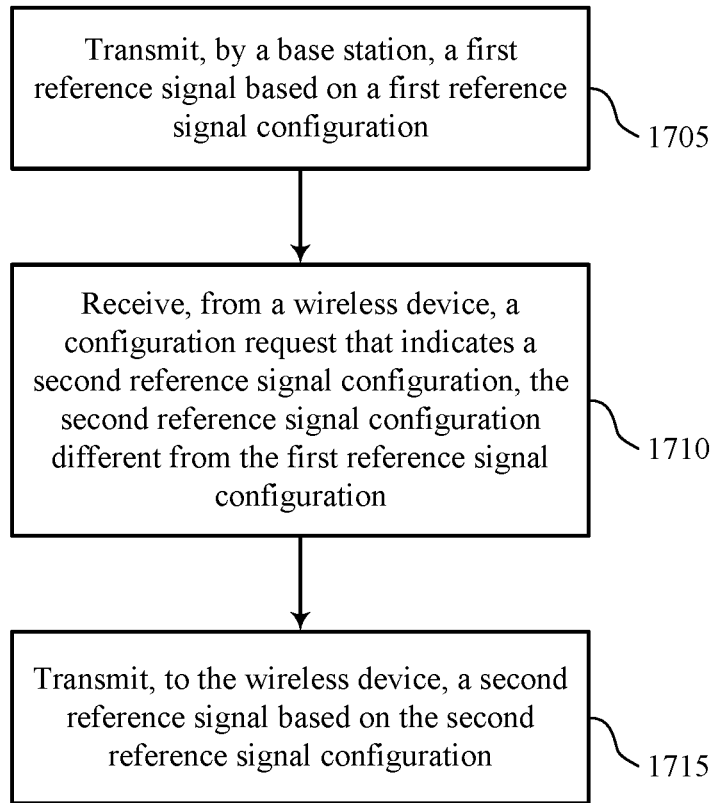 Transmit, by a base station, a first
reference signal based on a first reference
signal configuration
1705
Receive, from a wireless device, a
configuration request that indicates a
second reference signal configuration, the
second reference signal configuration
different from the first reference signal
configuration
1710
Transmit, to the wireless device, a second
reference signal based on the second
reference signal configuration
1715